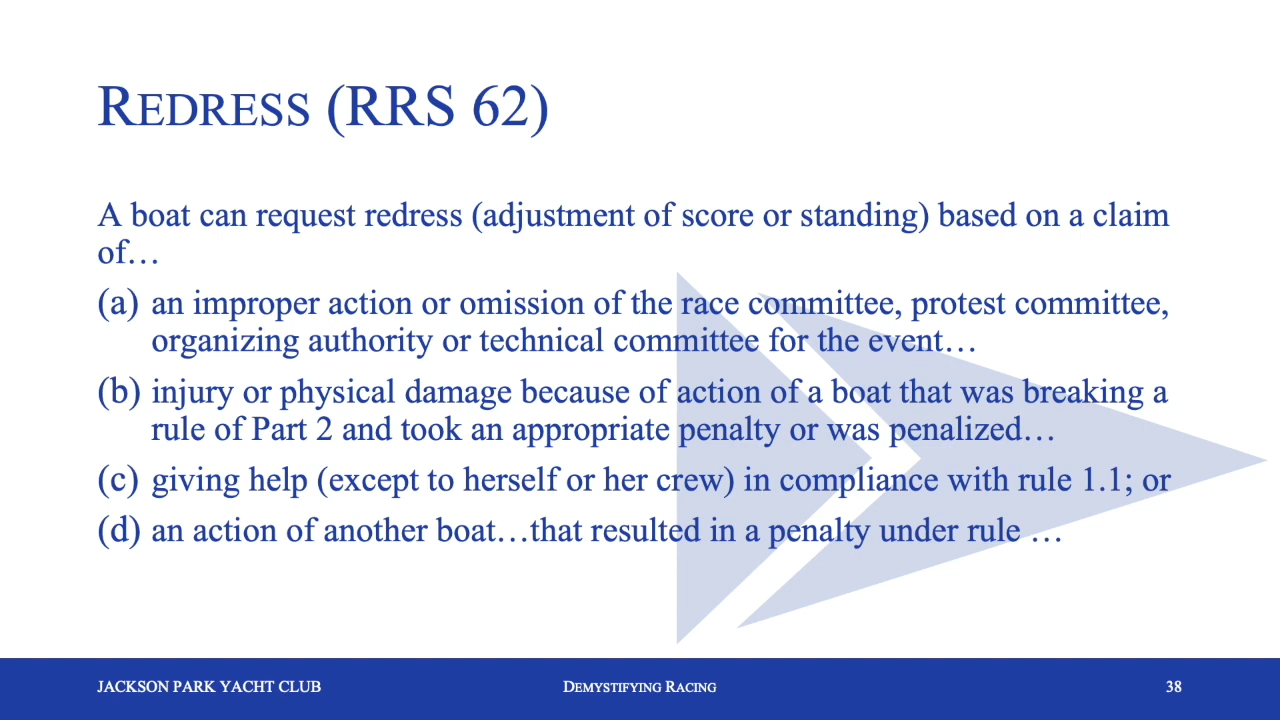 REDRESS (RRS 62)
A boat can request redress (adjustment of score or standing) based on a claim
of…
(a) an improper action or omission of the race committee, protest committee,
organizing authority or technical committee for the event…
(b) injury or physical damage because of action of a boat that was breaking a
rule of Part 2 and took an appropriate penalty or was penalized…
(c) giving help (except to herself or her crew) in compliance with rule 1.1; or
(d) an action of another boat…that resulted in a penalty under rule …
JACKSON PARK YACHT CLUB
DEMYSTIFYING RACING
38